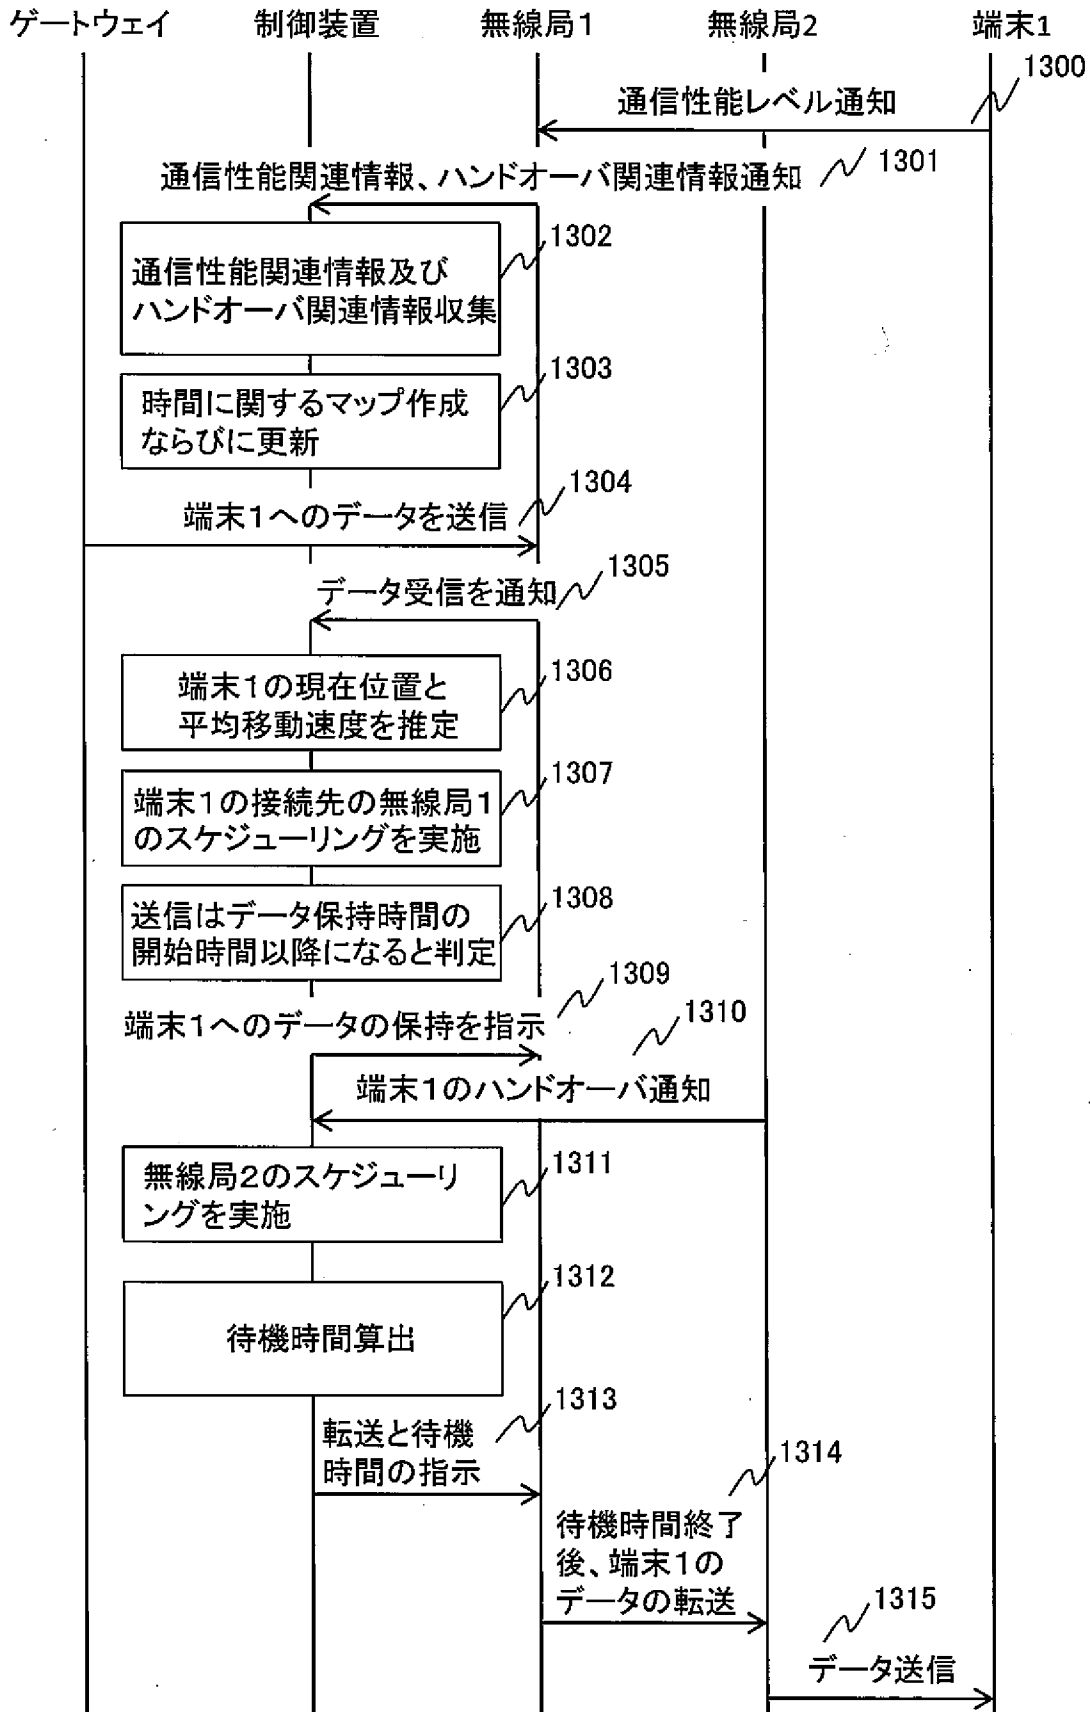 ゲートウェイ 制御装置 無線局1 無線局2 端末1
1300
通信性能レベル通知
1301
通信性能関連情報、ハンドオーバ関連情報通知
1302
通信性能関連情報及び
ハンドオーバ関連情報収集
1303
時間に関するマップ作成
ならびに更新
1304
端末1へのデータを送信
1305
データ受信を通知
1306
端末1の現在位置と
平均移動速度を推定
1307
端末1の接続先の無線局1
のスケジューリングを実施
1308
送信はデータ保持時間の
開始時間以降になると判定
1309
端末1へのデータの保持を指示
1310
端末1のハンドオーバ通知
1311
無線局2のスケジューリ
ングを実施
1312
待機時間算出
1313
転送と待機
時間の指示
1314
待機時間終了
後、端末1の
データの転送
1315
データ送信